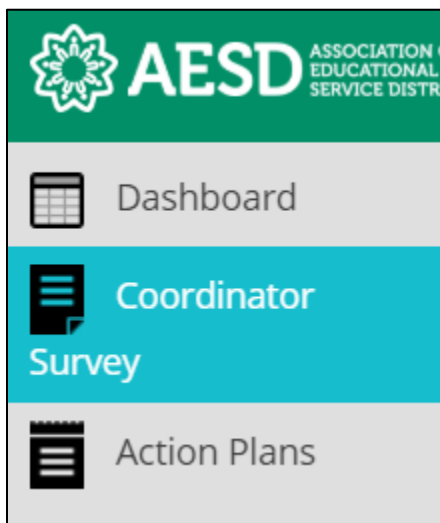 AESD
ASSOCIATION
EDUCATIONAL
SERVICE DISTR
Dashboard
Coordinator
Survey
Action Plans